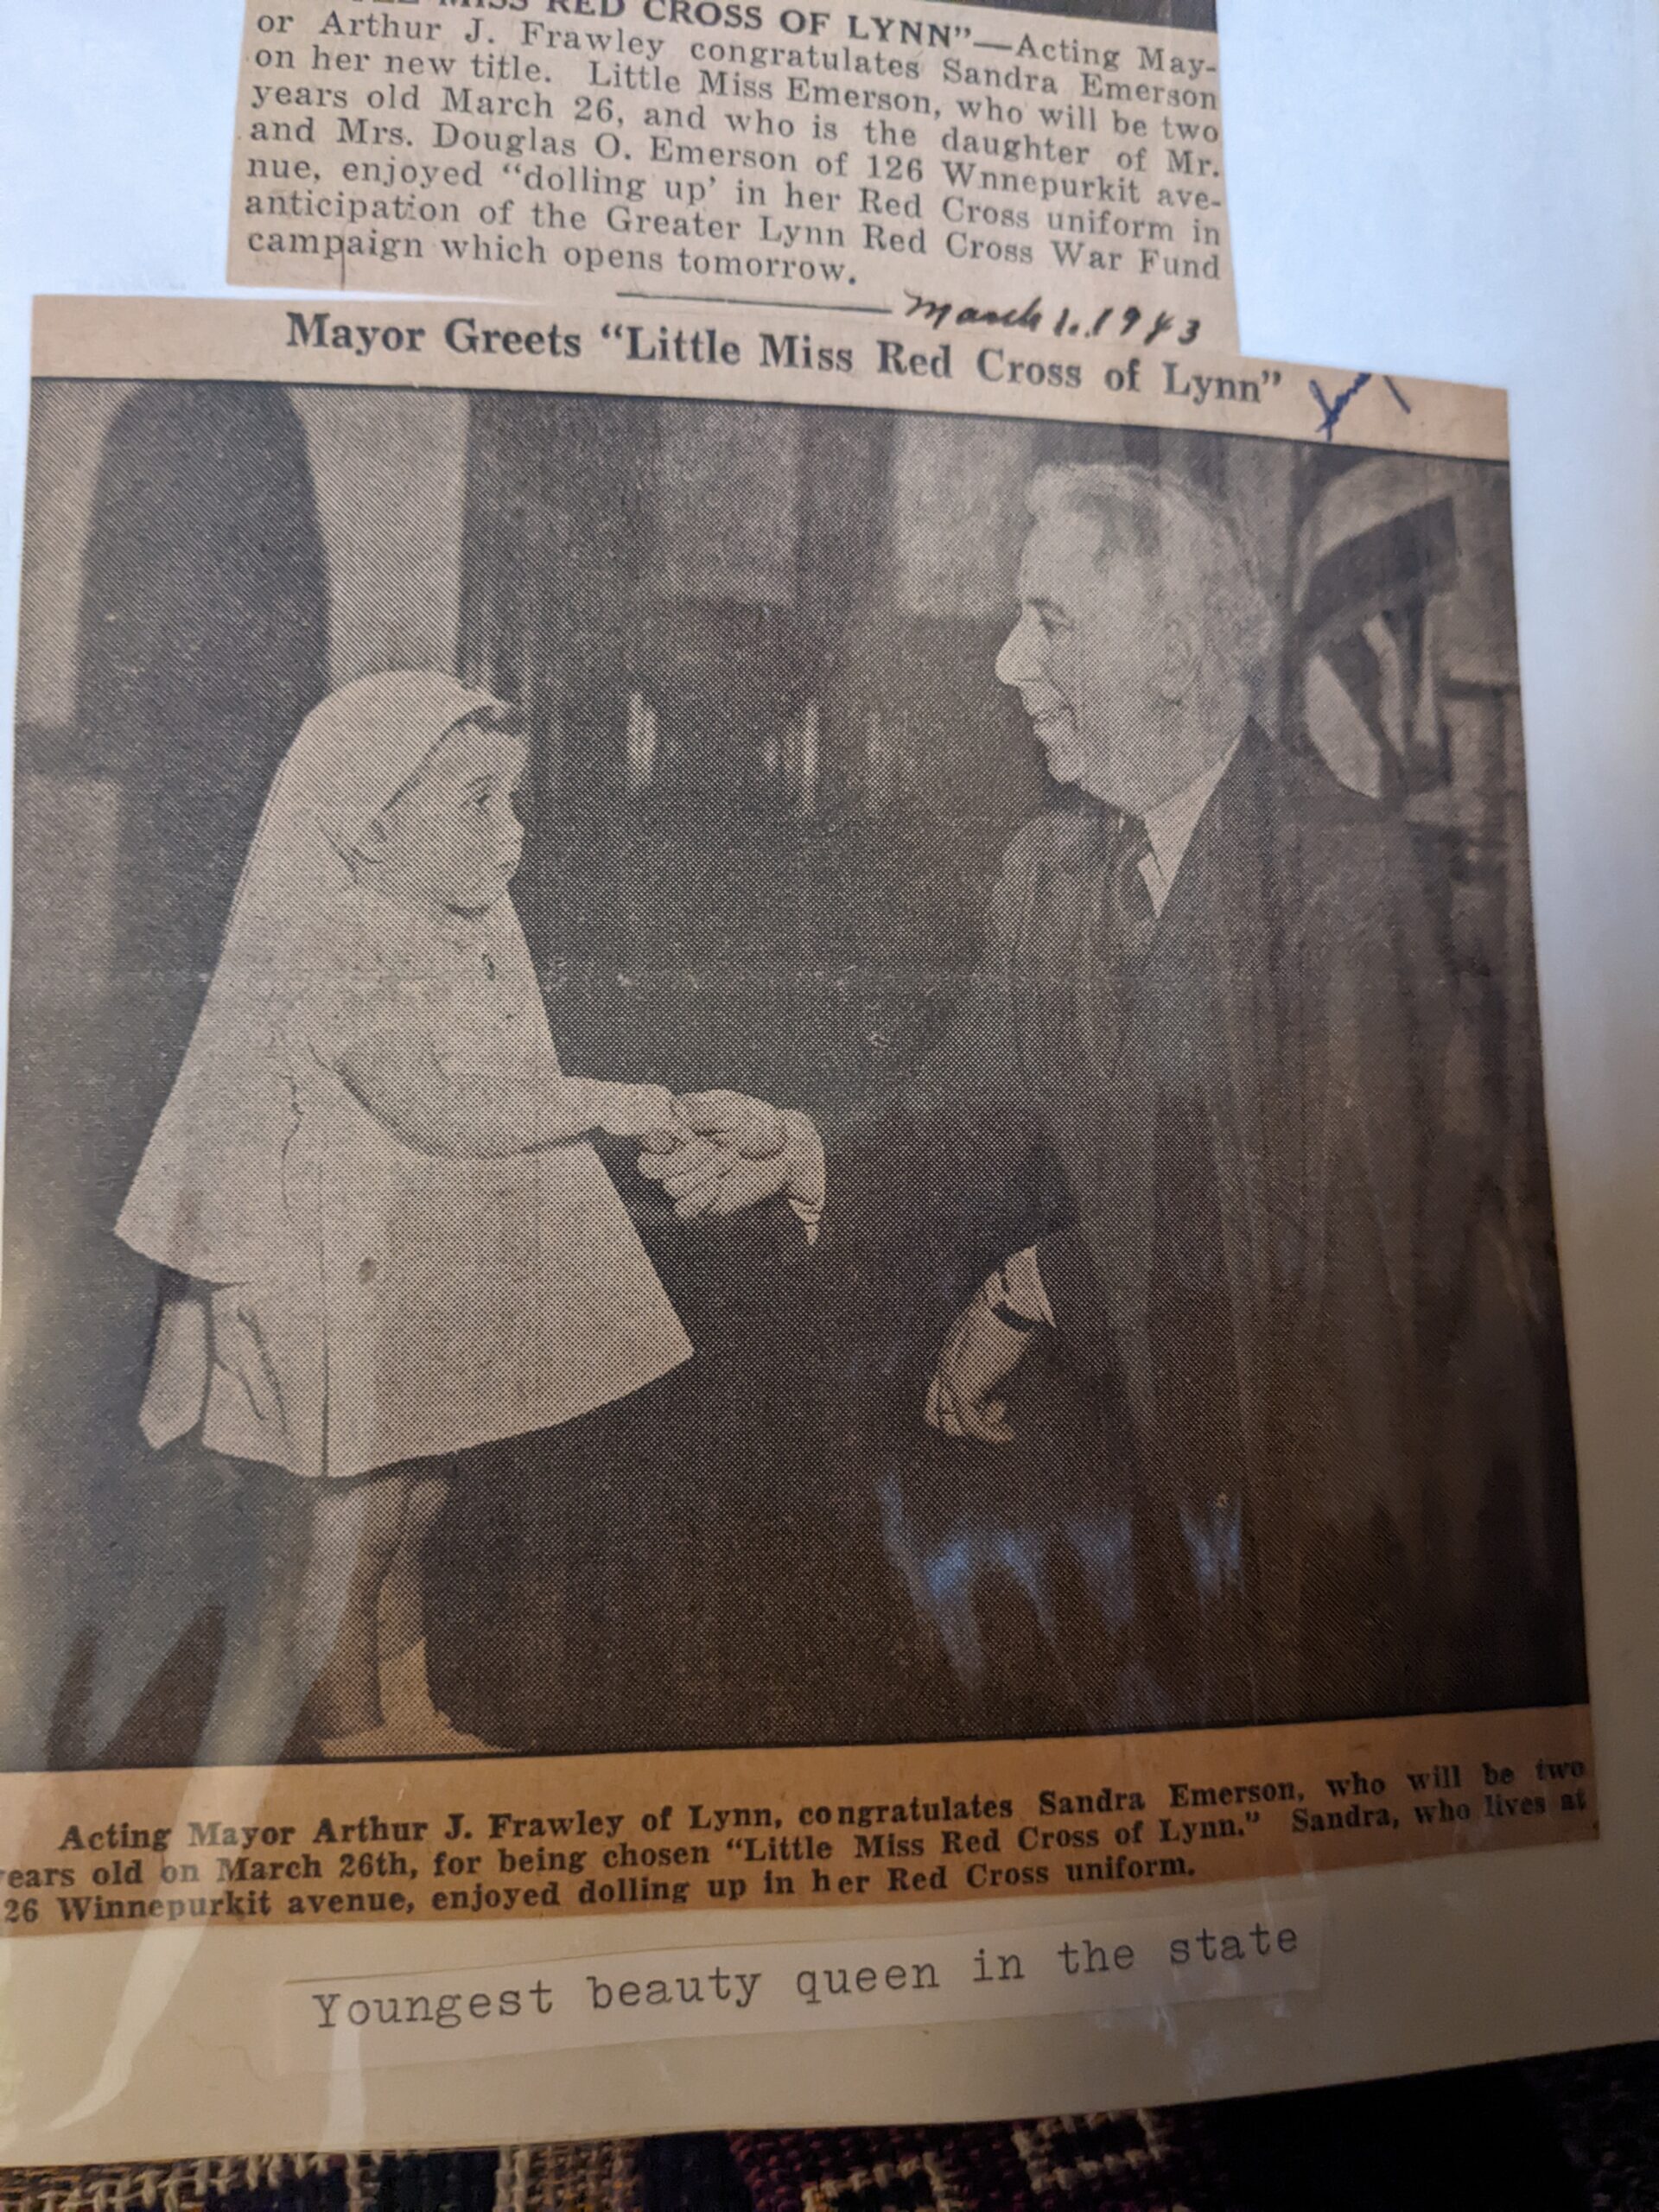 MISS RED CROSS OF LYNN”—Acting May-
or Arthur J. Frawley congratulates Sandra Emerson
on her new title. Little Miss Emerson, who will be two
years old March 26, and who is the daughter of Mr.
and Mrs. Douglas O. Emerson of 126 Wnnepurkit ave-
nue, enjoyed “dolling up’ in her Red Cross uniform in
anticipation of the Greater Lynn Red Cross War Fund
campaign which opens tomorrow.
March 1. 1943
Mayor Greets “Little Miss Red Cross of Lynn”
Acting Mayor Arthur J. Frawley of Lynn, congratulates Sandra Emerson, who will be two
ears old on March 26th, for being chosen “Little Miss Red Cross of Lynn.” Sandra, who lives at
26 Winnepurkit avenue, enjoyed dolling up in her Red Cross uniform.
Youngest beauty queen in the state